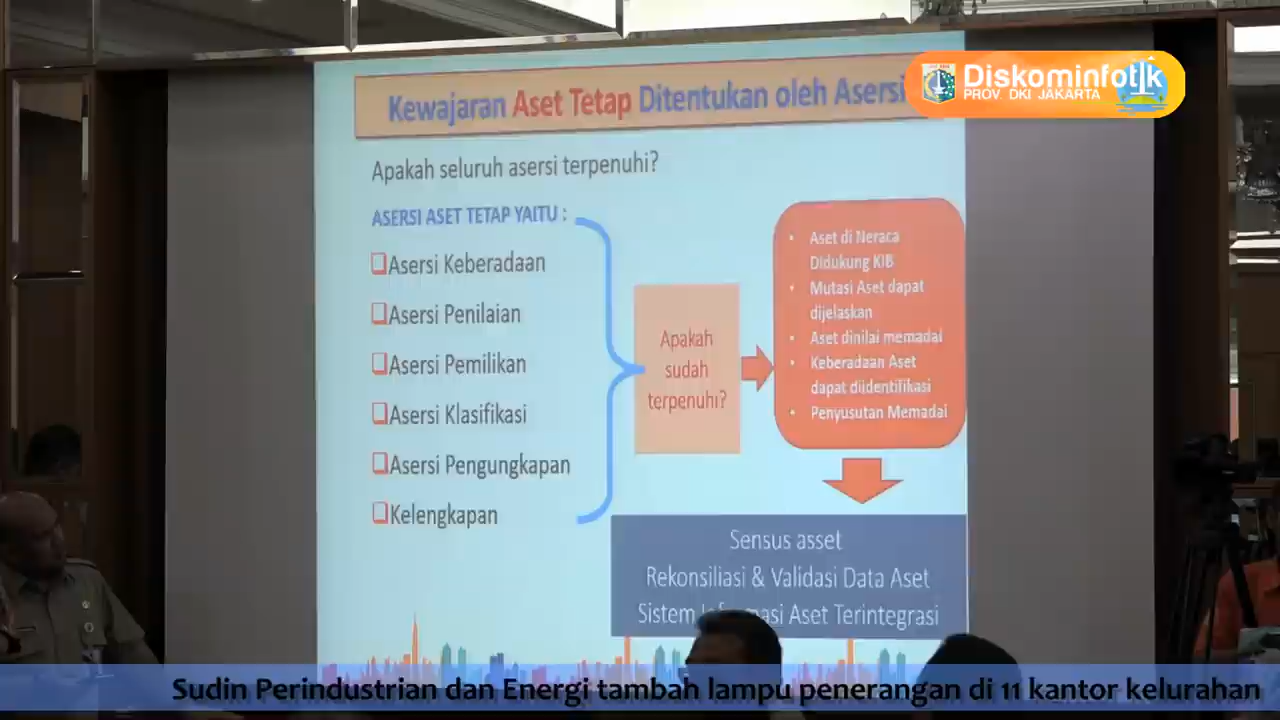 Diskominfotik
PROV. DKI JAKARTA
Kewajaran Aset Tetap Ditentukan oleh Asersi
Apakah seluruh asersi terpenuhi?
ASERSI ASET TETAP YAITU :
Asersi Keberadaan
Asersi Penilaian
Asersi Pemilikan
Asersi Klasifikasi
Asersi Pengungkapan
Kelengkapan
Apakah
sudah
terpenuhi?
• Aset di Neraca
Didukung KIB
• Mutasi Aset dapat
dijelaskan
• Aset dinilai memadai
• Keberadaan Aset
dapat diidentifikasi
• Penyusutan Memadai
Sensus asset
Rekonsiliasi & Validasi Data Aset
Sistem Informasi Aset Terintegrasi
Sudin Perindustrian dan Energi tambah lampu penerangan di 11 kantor kelurahan